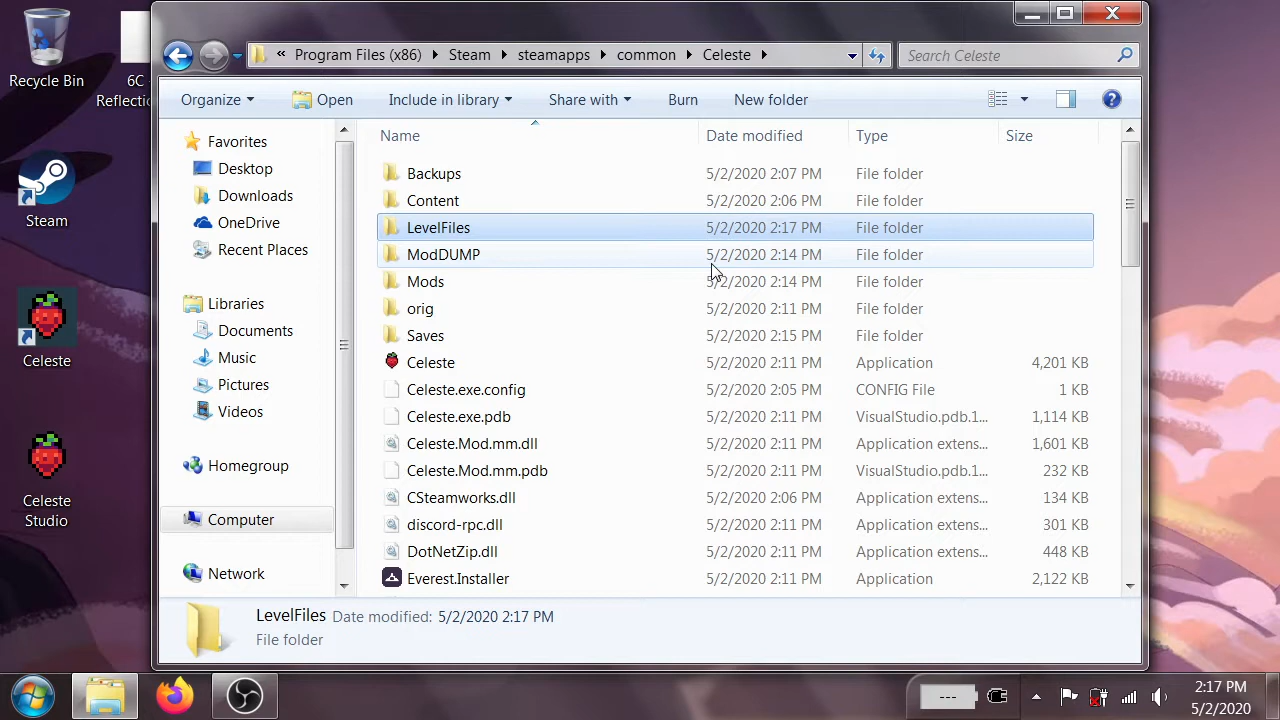 Recycle Bin
6C
Reflecti
Steam
Celeste
Celeste
Studio
« Program Files (x86) Steam steamapps common Celeste
Search Celeste
Organize Open Include in library Share with Burn New folder
Favorites
Desktop
Downloads
OneDrive
Recent Places
Libraries
Documents
Music
Pictures
Videos
Homegroup
Computer
Network
Name Date modified Type Size
Backups 5/2/2020 2:07 PM File folder
Content 5/2/2020 2:06 PM File folder
LevelFiles 5/2/2020 2:17 PM File folder
ModDUMP 5/2/2020 2:14 PM File folder
Mods 5/2/2020 2:14 PM File folder
orig 5/2/2020 2:11 PM File folder
Saves 5/2/2020 2:15 PM File folder
Celeste 5/2/2020 2:11 PM Application 4,201 KB
Celeste.exe.config 5/2/2020 2:05 PM CONFIG File 1 KB
Celeste.exe.pdb 5/2/2020 2:11 PM VisualStudio.pdb.1... 1,114 KB
Celeste.Mod.mm.dll 5/2/2020 2:11 PM Application extens... 1,601 KB
Celeste.Mod.mm.pdb 5/2/2020 2:11 PM VisualStudio.pdb.1... 232 KB
CSteamworks.dll 5/2/2020 2:06 PM Application extens... 134 KB
discord-rpc.dll 5/2/2020 2:11 PM Application extens... 301 KB
DotNetZip.dll 5/2/2020 2:11 PM Application extens... 448 KB
Everest.Installer 5/2/2020 2:11 PM Application 2,122 KB
LevelFiles Date modified: 5/2/2020 2:17 PM
File folder
---
2:17 PM
5/2/2020